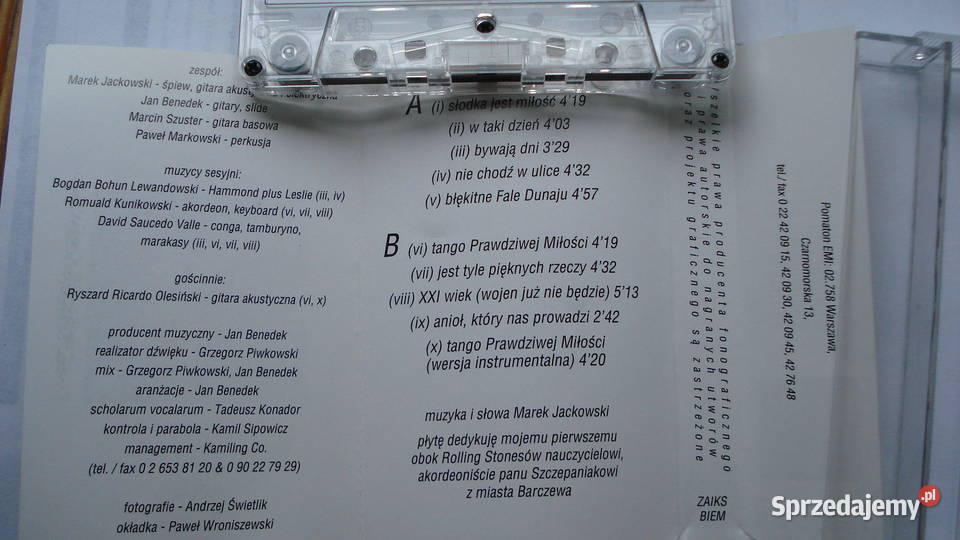 zespół:
Marek Jackowski - śpiew, gitara akustyczna i elektryczna
Jan Benedek - gitary, slide
Marcin Szuster - gitara basowa
Paweł Markowski - perkusja
muzycy sesyjni:
Bogdan Bohun Lewandowski - Hammond plus Leslie (iii, iv)
Romuald Kunikowski - akordeon, keyboard (vi, vii, viii)
David Saucedo Valle - conga, tamburyno,
marakasy (iii, vi, vii, viii)
gościnnie:
Ryszard Ricardo Olesiński - gitara akustyczna (vi, x)
producent muzyczny - Jan Benedek
realizator dźwięku - Grzegorz Piwkowski
mix - Grzegorz Piwkowski, Jan Benedek
aranżacje - Jan Benedek
scholarum vocalarum - Tadeusz Konador
kontrola i parabola - Kamil Sipowicz
management - Kamiling Co.
(tel. / fax 0 2 653 81 20 & 0 90 22 79 29)
fotografie - Andrzej Świetlik
okładka - Paweł Wroniszewski
A (i) słodka jest miłość 4'19
(ii) w taki dzień 4'03
(iii) bywają dni 3'29
(iv) nie chodź w ulice 4'32
(v) błękitne Fale Dunaju 4'57
B (vi) tango Prawdziwej Miłości 4'19
(vii) jest tyle pięknych rzeczy 4'32
(viii) XXI wiek (wojen już nie będzie) 5'13
(ix) anioł, który nas prowadzi 2'42
(x) tango Prawdziwej Miłości
(wersja instrumentalna) 4'20
muzyka i słowa Marek Jackowski
płytę dedykuję mojemu pierwszemu
obok Rolling Stonesów nauczycielowi,
akordeoniście panu Szczepaniakowi
z miasta Barczewa
wszelkie prawa producenta fonograficznego
i prawa autorskie do nagranych utworów
oraz projektu graficznego są zastrzeżone
ZAIKS
BIEM
Pomaton EMI: 02.758 Warszawa,
Czarnomorska 13,
tel / fax 0 22 42 09 15, 42 09 30, 42 09 45, 42 76 48
Sprzedajemy.pl